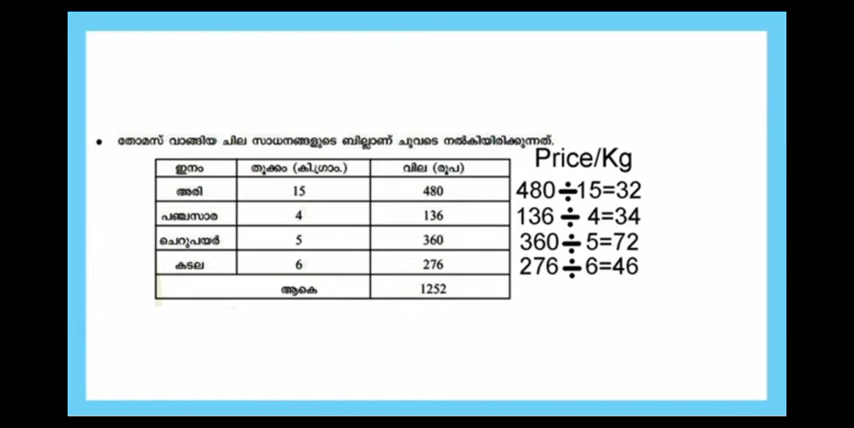 • തോമസ് വാങ്ങിയ ചില സാധനങ്ങളുടെ ബില്ലാണ് ചുവടെ നൽകിയിരിക്കുന്നത്.
Price/Kg
ഇനം തൂക്കം (കി.ഗ്രാം.) വില (രൂപ)
അരി 15 480 480÷15=32
പഞ്ചസാര 4 136 136 ÷ 4=34
ചെറുപയർ 5 360 360÷5=72
കടല 6 276 276÷6=46
ആകെ 1252